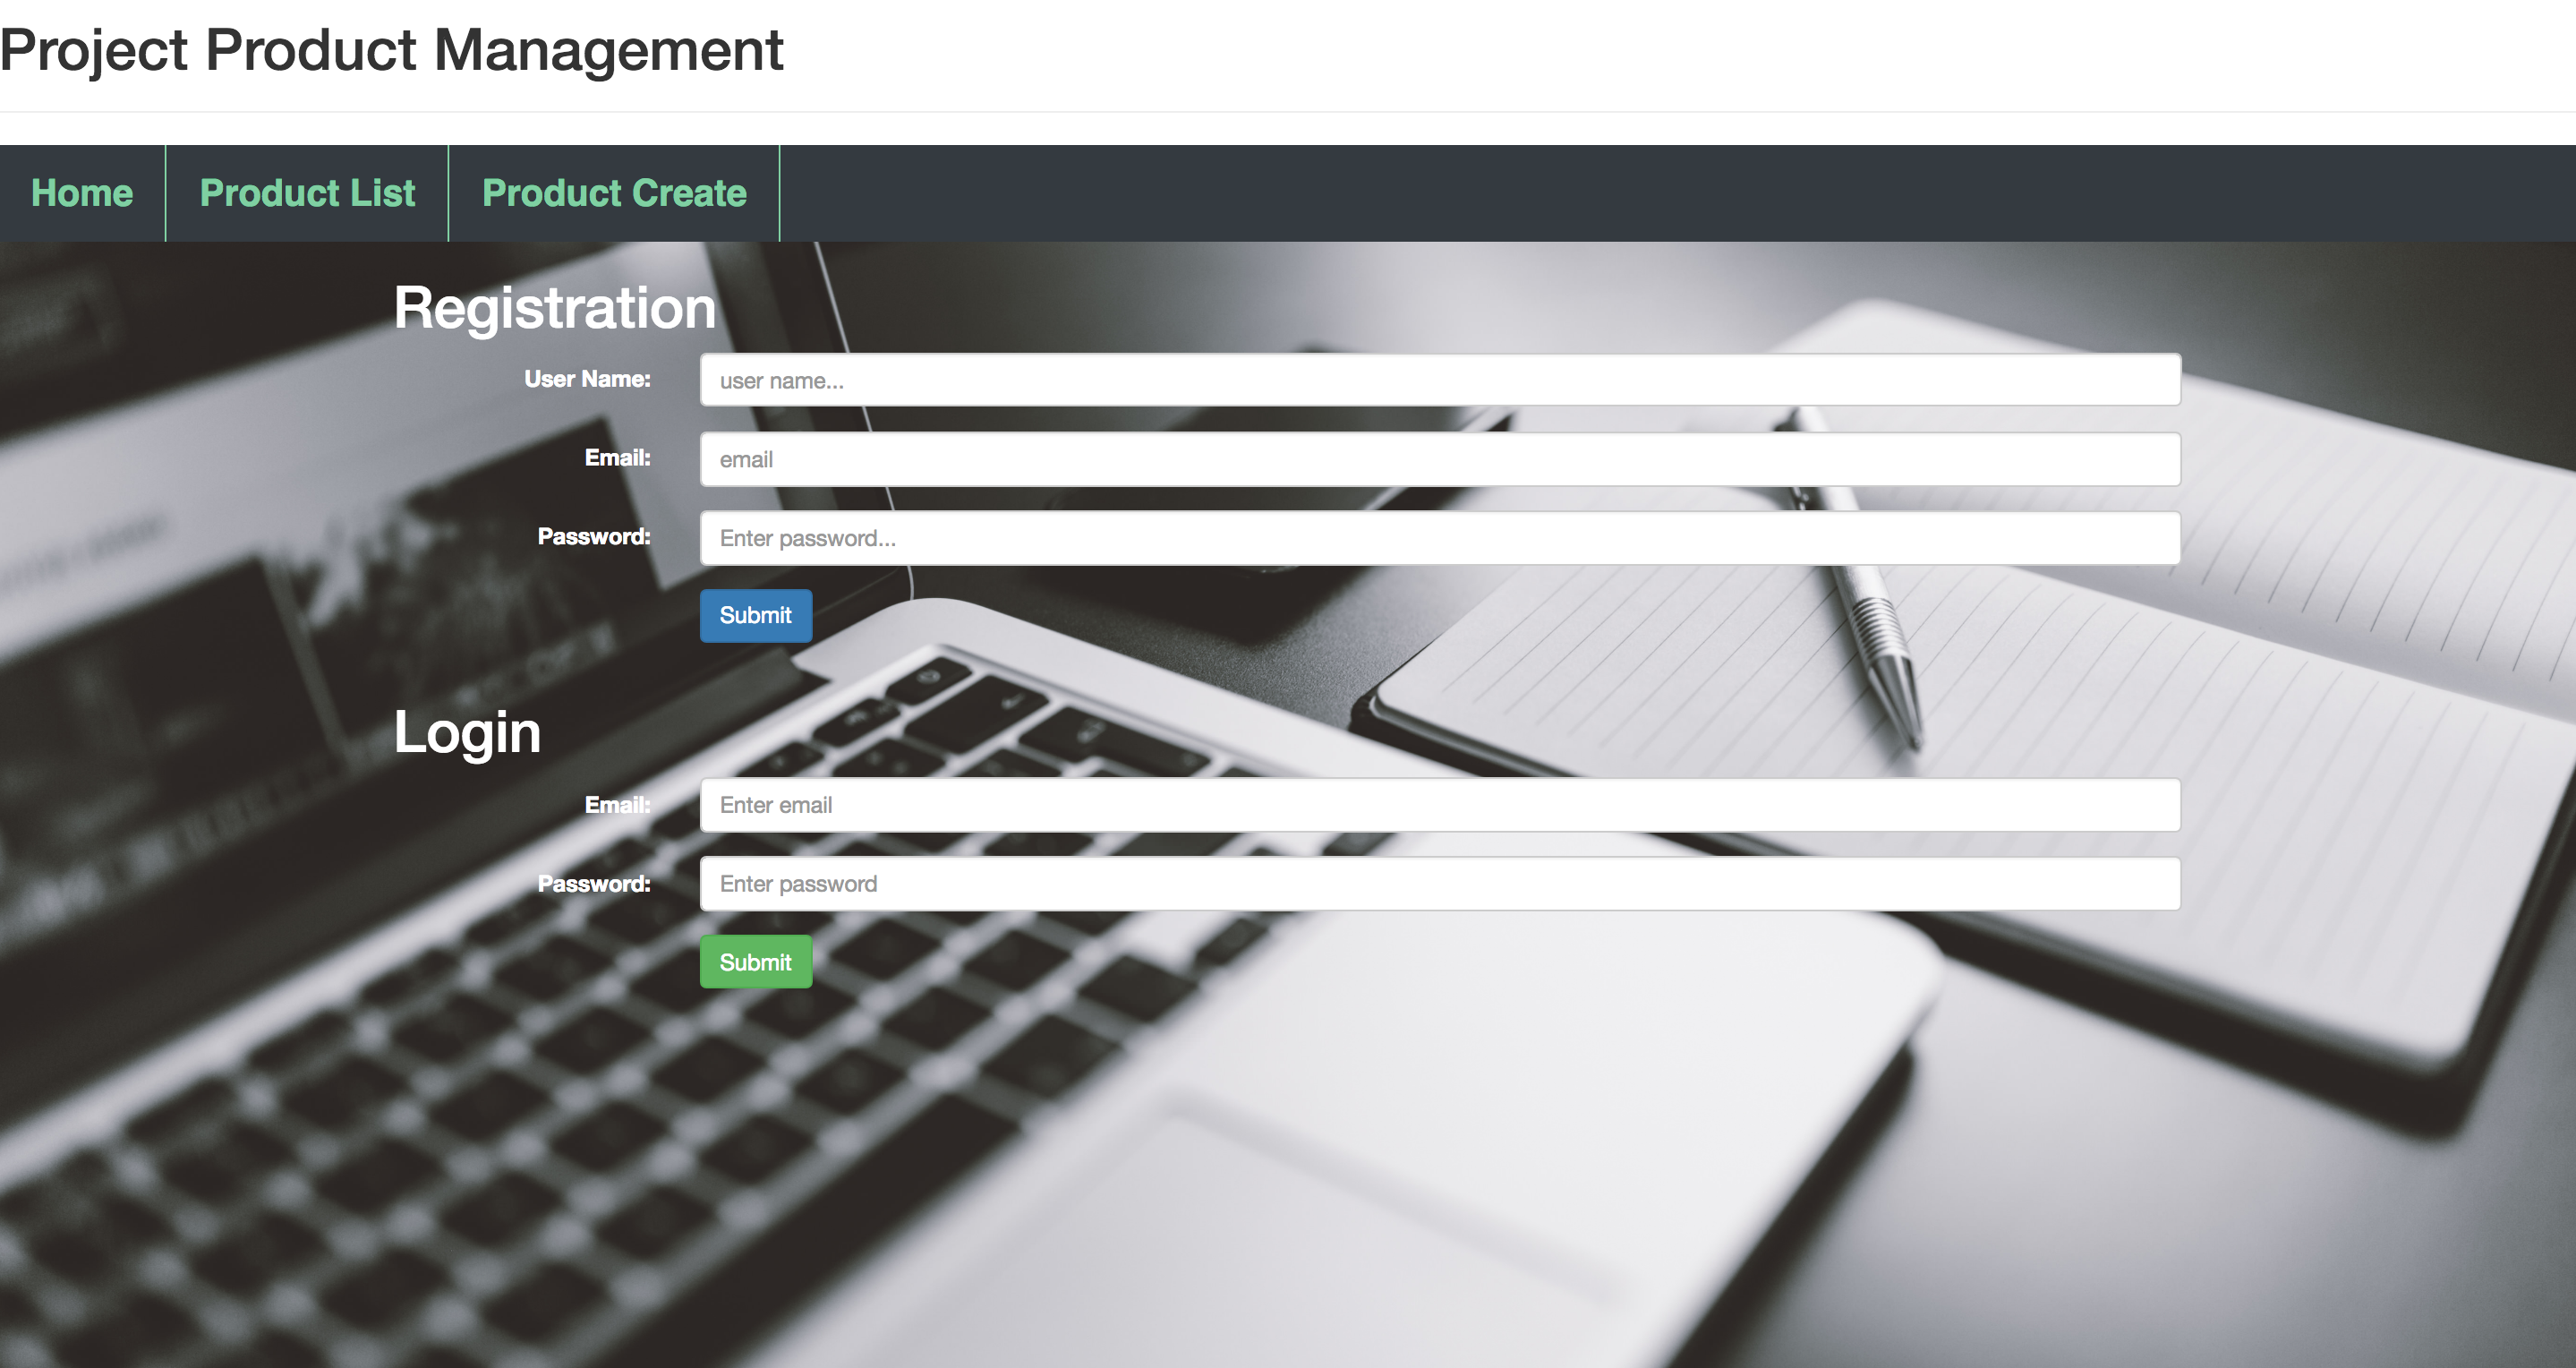 Project Product Management
Home Product List Product Create
Registration
User Name: user name...
Email: email
Password: Enter password...
Submit
Login
Email: Enter email
Password: Enter password
Submit